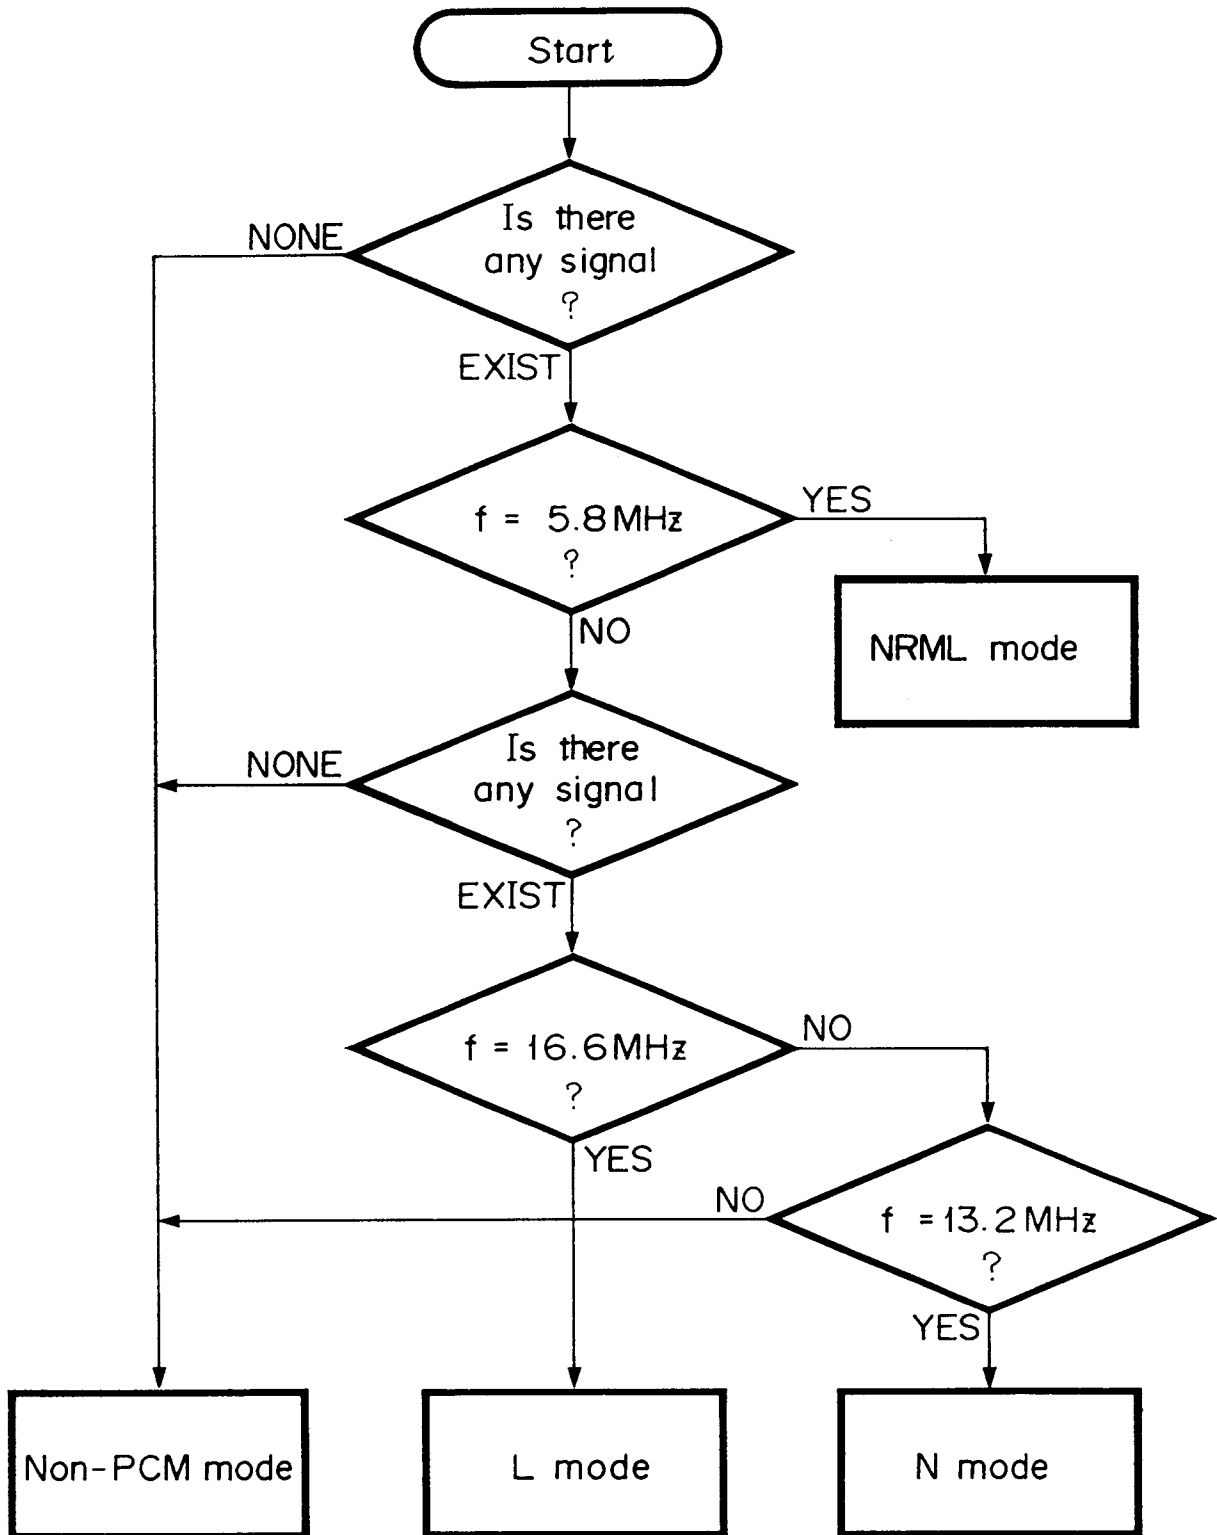 Start
Is there
any signal
?
NONE
EXIST
f = 5.8MHz
?
YES
NO
NRML mode
Is there
any signal
?
NONE
EXIST
f = 16.6MHz
?
NO
YES
f =13.2MHz
?
NO
YES
Non-PCM mode
L mode
N mode